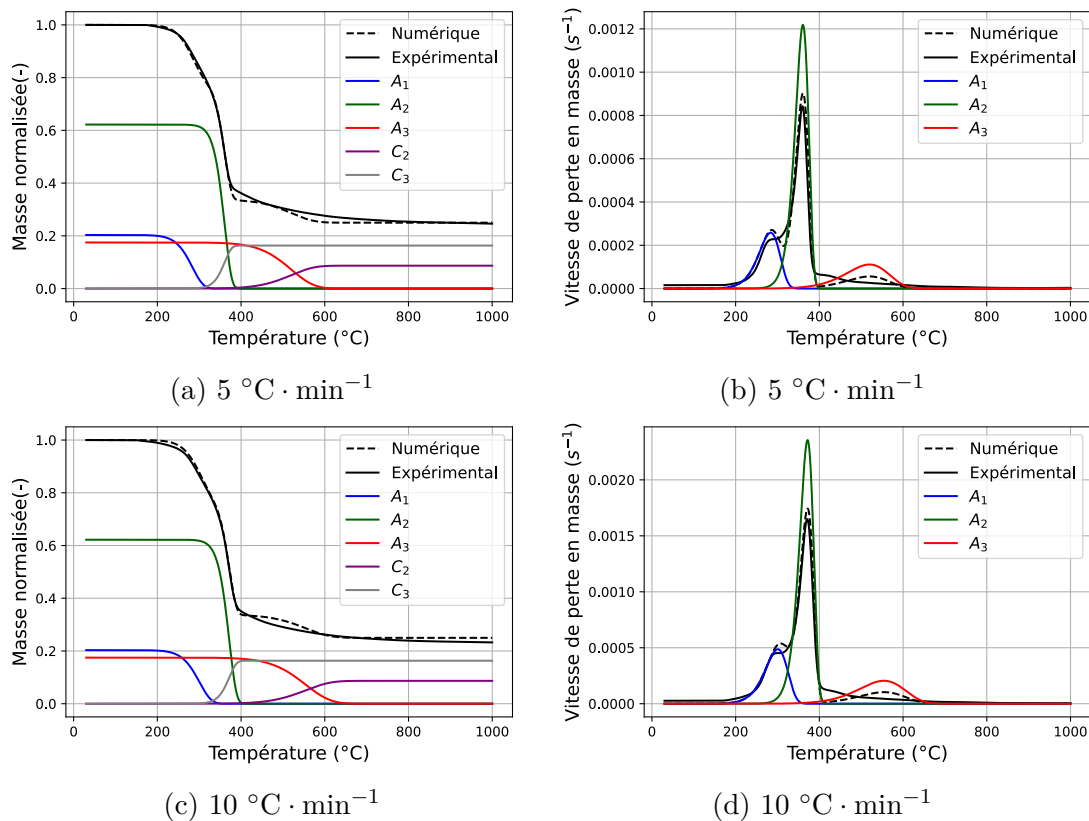 Masse normalisée(-)
1.0
0.8
0.6
0.4
0.2
0.0
0 200 400 600 800 1000
Température (°C)
Numérique
Expérimental
A₁
A₂
A₃
C₂
C₃
(a) 5 °C · min⁻¹
Vitesse de perte en masse (s⁻¹)
0.0012
0.0010
0.0008
0.0006
0.0004
0.0002
0.0000
0 200 400 600 800 1000
Température (°C)
Numérique
Expérimental
A₁
A₂
A₃
(b) 5 °C · min⁻¹
Masse normalisée(-)
1.0
0.8
0.6
0.4
0.2
0.0
0 200 400 600 800 1000
Température (°C)
Numérique
Expérimental
A₁
A₂
A₃
C₂
C₃
(c) 10 °C · min⁻¹
Vitesse de perte en masse (s⁻¹)
0.0020
0.0015
0.0010
0.0005
0.0000
0 200 400 600 800 1000
Température (°C)
Numérique
Expérimental
A₁
A₂
A₃
(d) 10 °C · min⁻¹